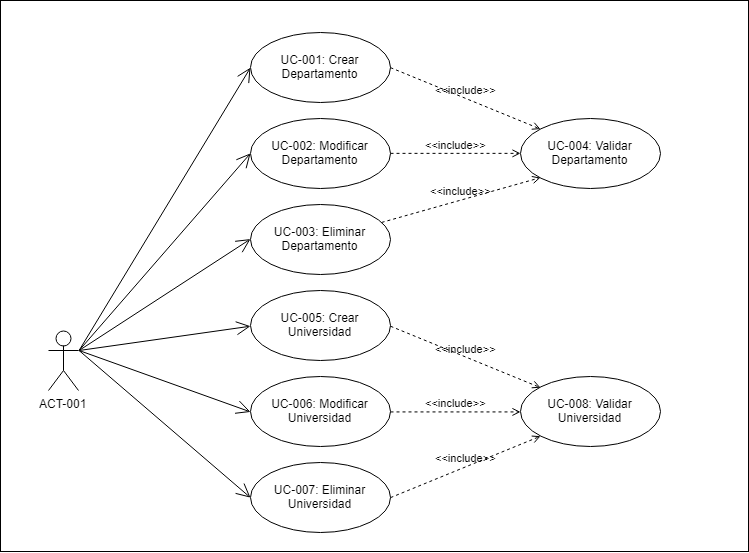 UC-001: Crear
Departamento
<<include>>
UC-002: Modificar
Departamento
<<include>>
UC-004: Validar
Departamento
<<include>>
UC-003: Eliminar
Departamento
UC-005: Crear
Universidad
<<include>>
ACT-001
UC-006: Modificar
Universidad
<<include>>
UC-008: Validar
Universidad
<<include>>
UC-007: Eliminar
Universidad